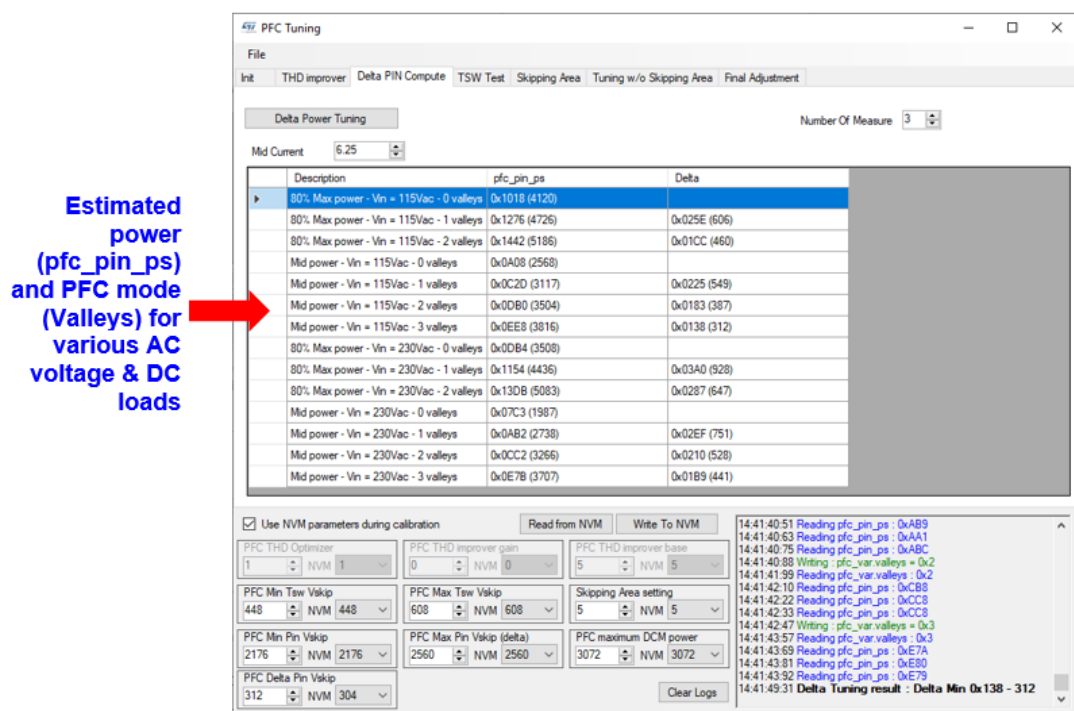 PFC Tuning
File
Init THD improver Delta PIN Compute TSW Test Skipping Area Tuning w/o Skipping Area Final Adjustment
Delta Power Tuning Number Of Measure 3
Mid Current 6.25
Description pfc_pin_ps Delta
80% Max power - Vin = 115Vac - 0 valleys 0x1018 (4120)
80% Max power - Vin = 115Vac - 1 valleys 0x1276 (4726) 0x025E (606)
80% Max power - Vin = 115Vac - 2 valleys 0x1442 (5186) 0x01CC (460)
Mid power - Vin = 115Vac - 0 valleys 0x0A08 (2568)
Mid power - Vin = 115Vac - 1 valleys 0x0C2D (3117) 0x0225 (549)
Mid power - Vin = 115Vac - 2 valleys 0x0DB0 (3504) 0x0183 (387)
Mid power - Vin = 115Vac - 3 valleys 0x0EE8 (3816) 0x0138 (312)
80% Max power - Vin = 230Vac - 0 valleys 0x0DB4 (3508)
80% Max power - Vin = 230Vac - 1 valleys 0x1154 (4436) 0x03A0 (928)
80% Max power - Vin = 230Vac - 2 valleys 0x13DB (5083) 0x0287 (647)
Mid power - Vin = 230Vac - 0 valleys 0x07C3 (1987)
Mid power - Vin = 230Vac - 1 valleys 0x0AB2 (2738) 0x02EF (751)
Mid power - Vin = 230Vac - 2 valleys 0x0CC2 (3266) 0x0210 (528)
Mid power - Vin = 230Vac - 3 valleys 0x0E7B (3707) 0x01B9 (441)
Estimated
power
(pfc_pin_ps)
and PFC mode
(Valleys) for
various AC
voltage & DC
loads
Use NVM parameters during calibration Read from NVM Write To NVM
PFC THD Optimizer PFC THD improver gain PFC THD improver base
1 NVM 1 0 NVM 0 5 NVM 5
PFC Min Tsw Vskip PFC Max Tsw Vskip Skipping Area setting
448 NVM 448 608 NVM 608 5 NVM 5
PFC Min Pin Vskip PFC Max Pin Vskip (delta) PFC maximum DCM power
2176 NVM 2176 2560 NVM 2560 3072 NVM 3072
PFC Delta Pin Vskip
312 NVM 304 Clear Logs
14:41:40:51 Reading pfc_pin_ps : 0xAB9
14:41:40:63 Reading pfc_pin_ps : 0xAA1
14:41:40:75 Reading pfc_pin_ps : 0xABC
14:41:40:88 Writing : pfc_var.valleys = 0x2
14:41:41:99 Reading pfc_var.valleys : 0x2
14:41:42:10 Reading pfc_pin_ps : 0xCB8
14:41:42:22 Reading pfc_pin_ps : 0xCC8
14:41:42:33 Reading pfc_pin_ps : 0xCC8
14:41:42:47 Writing : pfc_var.valleys = 0x3
14:41:43:57 Reading pfc_var.valleys : 0x3
14:41:43:69 Reading pfc_pin_ps : 0xE7A
14:41:43:81 Reading pfc_pin_ps : 0xE80
14:41:43:92 Reading pfc_pin_ps : 0xE79
14:41:49:31 Delta Tuning result : Delta Min 0x138 - 312